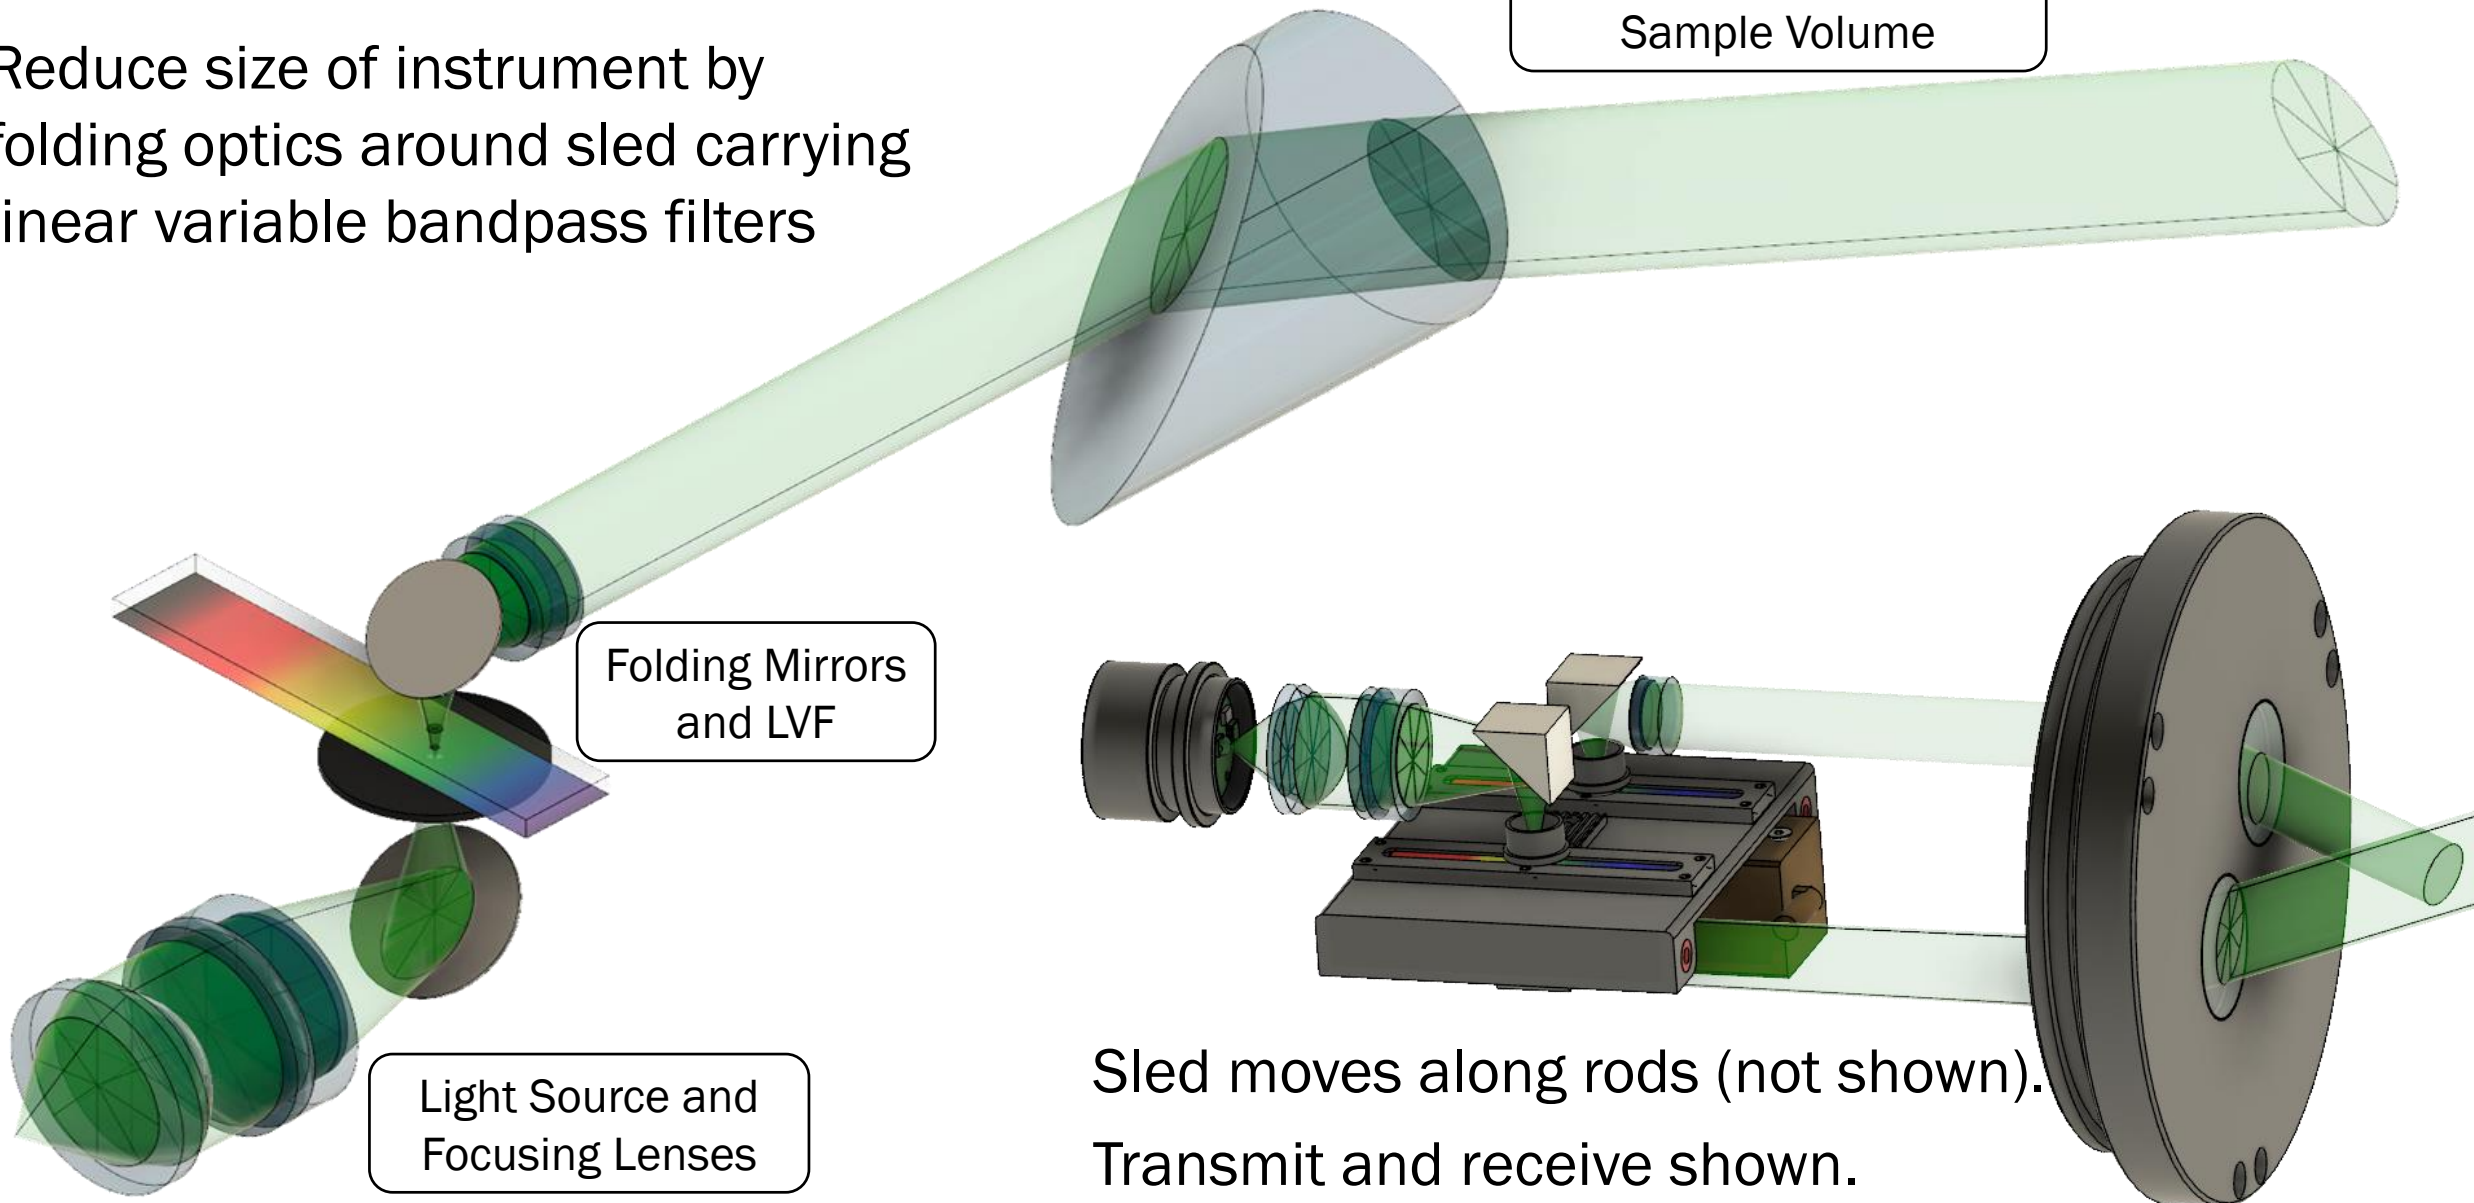 Reduce size of instrument by
folding optics around sled carrying
linear variable bandpass filters
Sample Volume
Folding Mirrors
and LVF
Light Source and
Focusing Lenses
Sled moves along rods (not shown).
Transmit and receive shown.